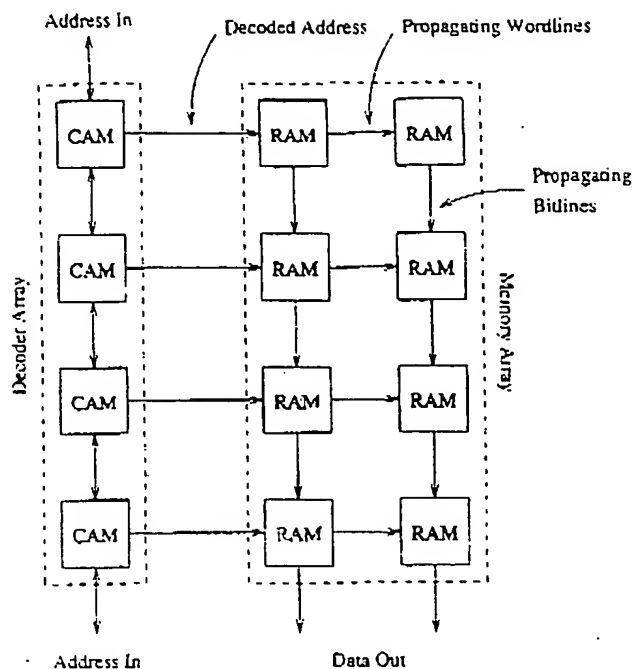 Address In
Decoded Address
Propagating Wordlines
CAM
RAM
RAM
Propagating
Bitlines
CAM
RAM
RAM
Decoder Array
Memory Array
CAM
RAM
RAM
CAM
RAM
RAM
Address In
Data Out